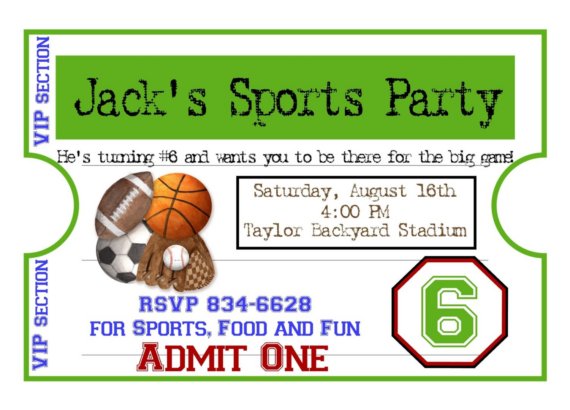 VIP SECTION
Jack's Sports Party
He's turning #6 and wants you to be there for the big game!
Saturday, August 16th
4:00 PM
Taylor Backyard Stadium
VIP SECTION
RSVP 834-6628
for Sports, Food and Fun
Admit One
6